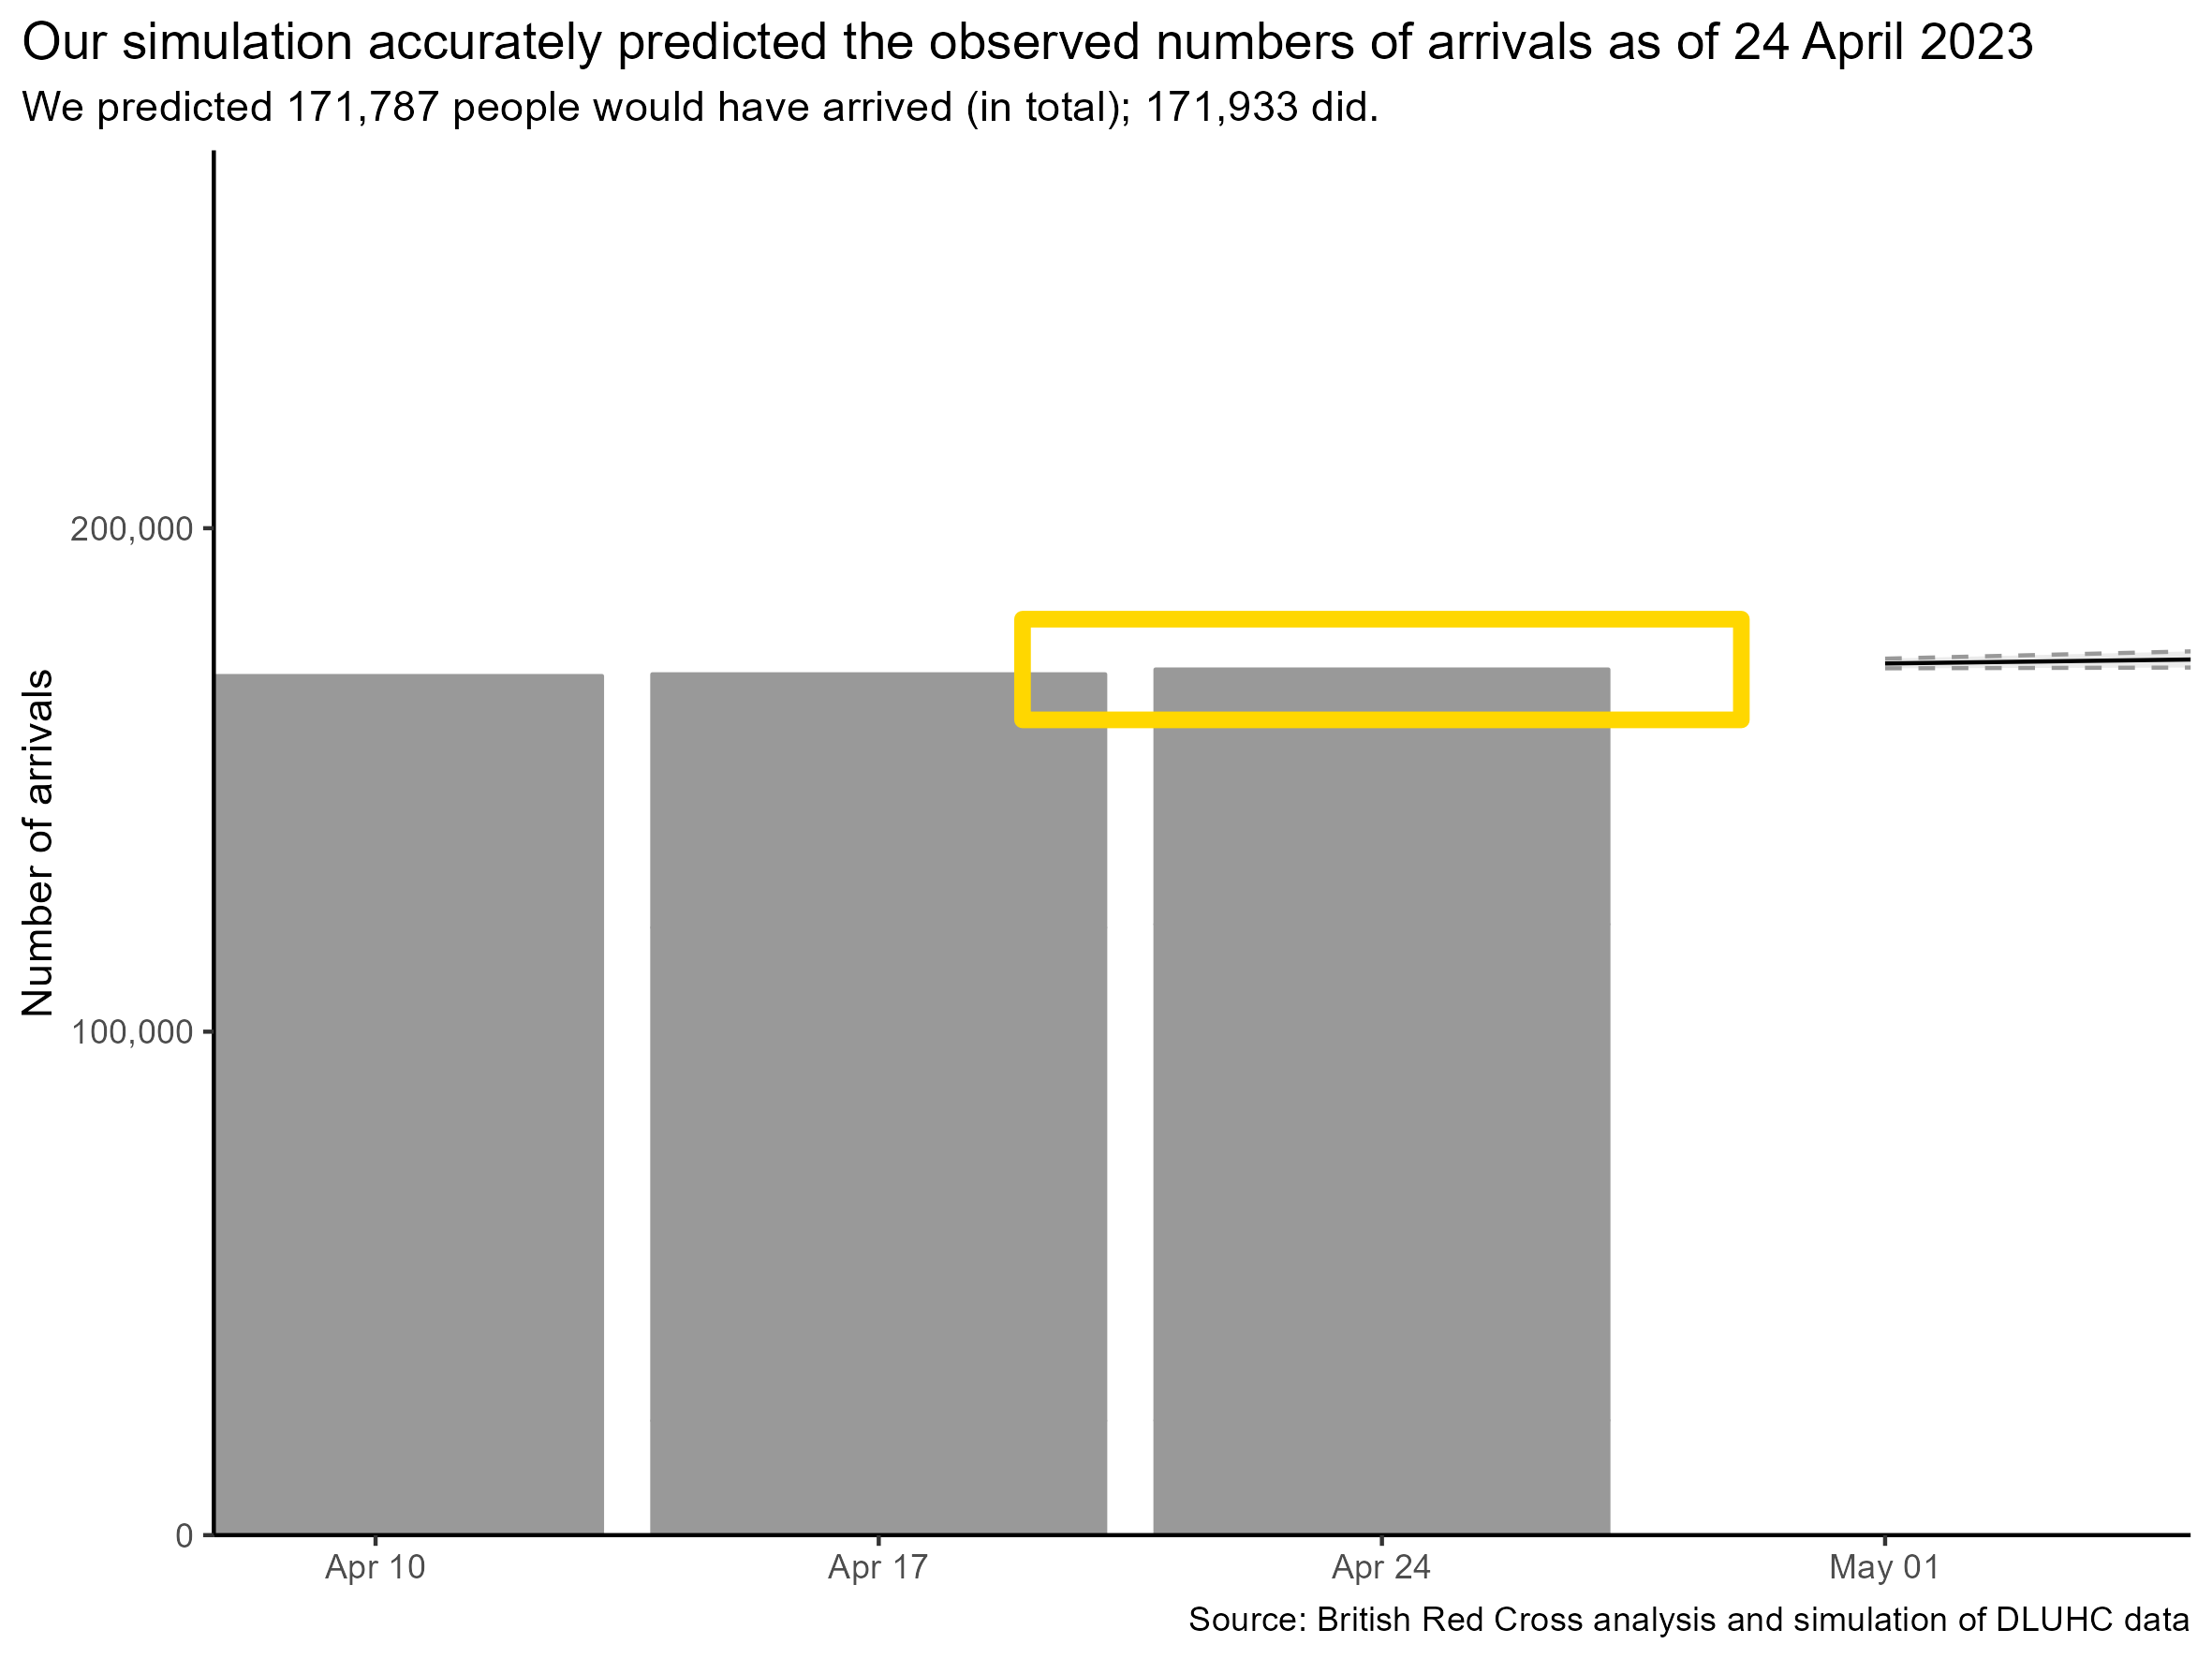 Our simulation accurately predicted the observed numbers of arrivals as of 24 April 2023
We predicted 171,787 people would have arrived (in total); 171,933 did.
Number of arrivals
200,000
100,000
0
Apr 10
Apr 17
Apr 24
May 01
Source: British Red Cross analysis and simulation of DLUHC data